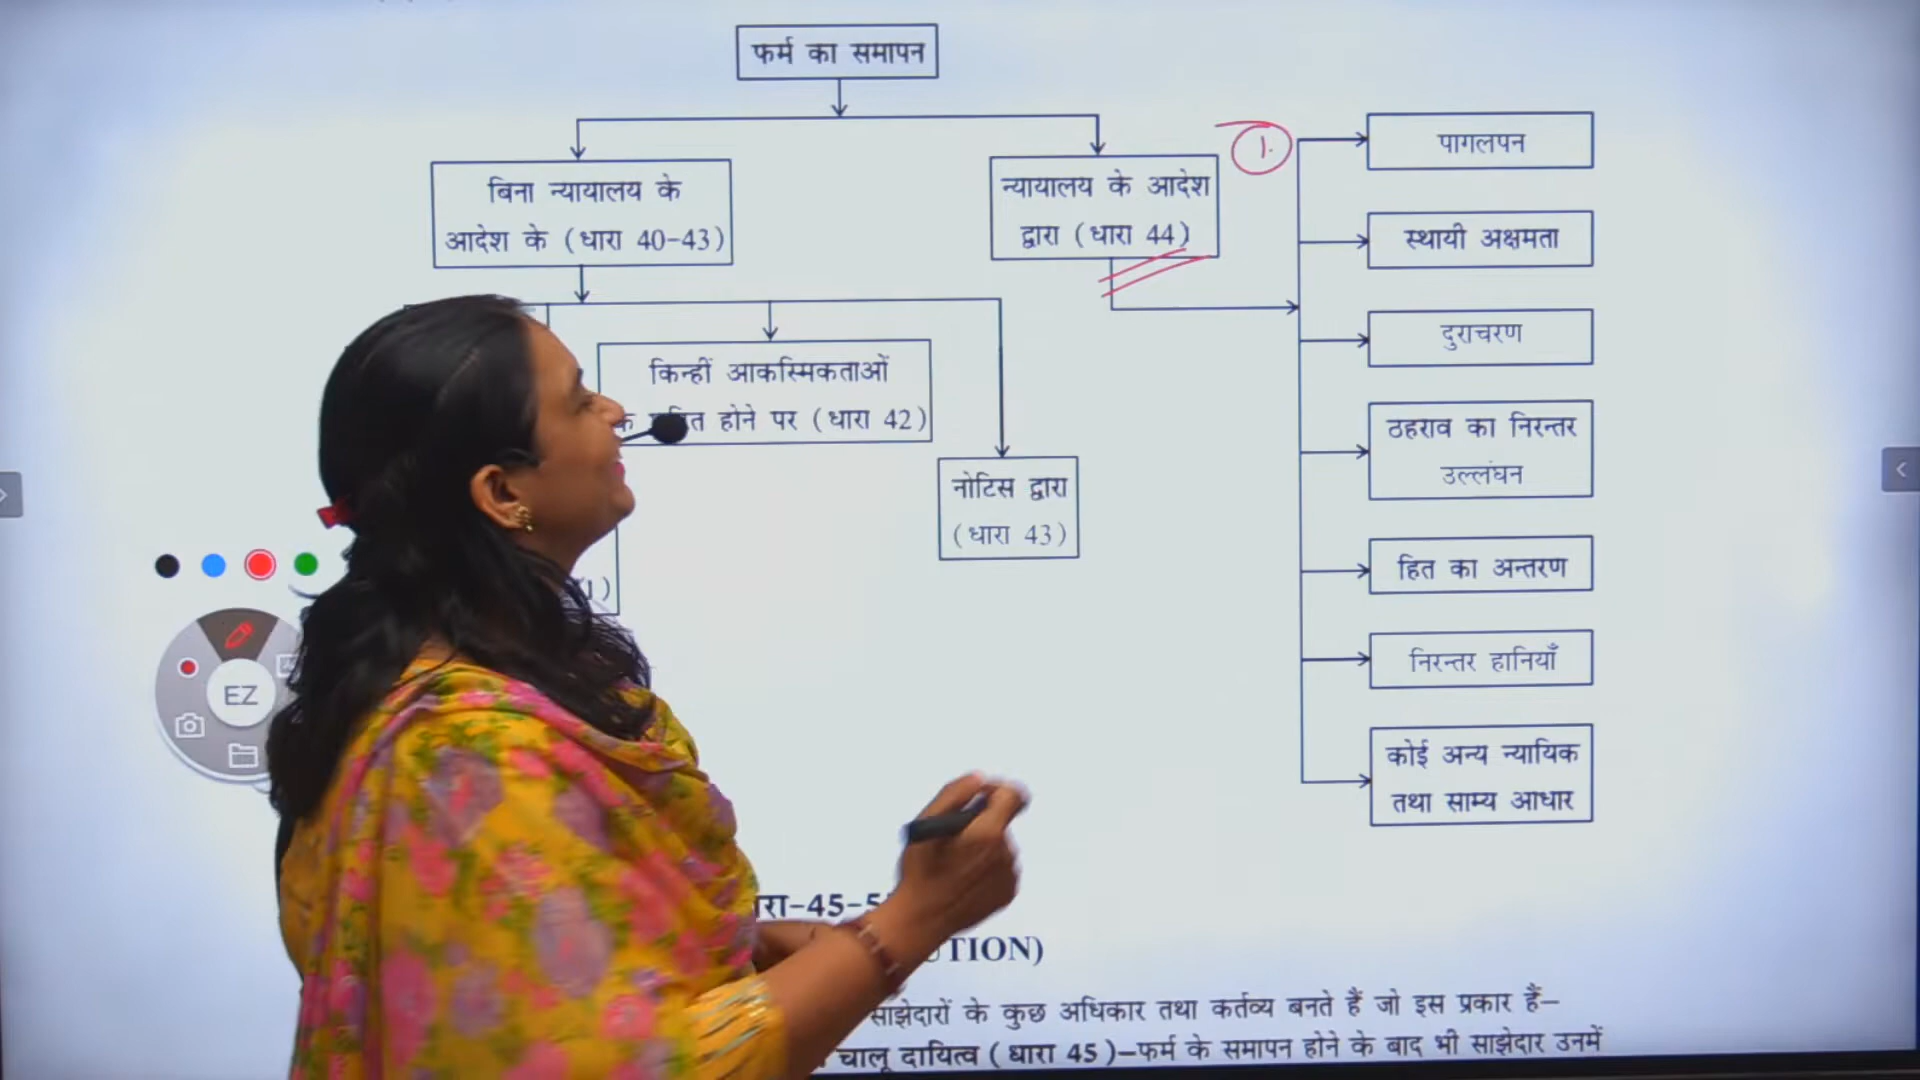 फर्म का समापन
बिना न्यायालय के
आदेश के (धारा 40-43)
न्यायालय के आदेश
द्वारा (धारा 44)
1.
किन्हीं आकस्मिकताओं
होने पर (धारा 42)
नोटिस द्वारा
(धारा 43)
पागलपन
स्थायी अक्षमता
दुराचरण
ठहराव का निरन्तर
उल्लंघन
हित का अन्तरण
निरन्तर हानियाँ
कोई अन्य न्यायिक
तथा साम्य आधार
EZ
साझेदारों के कुछ अधिकार तथा कर्तव्य बनते हैं जो इस प्रकार हैं–
चालू दायित्व (धारा 45)–फर्म के समापन होने के बाद भी साझेदार उनमें